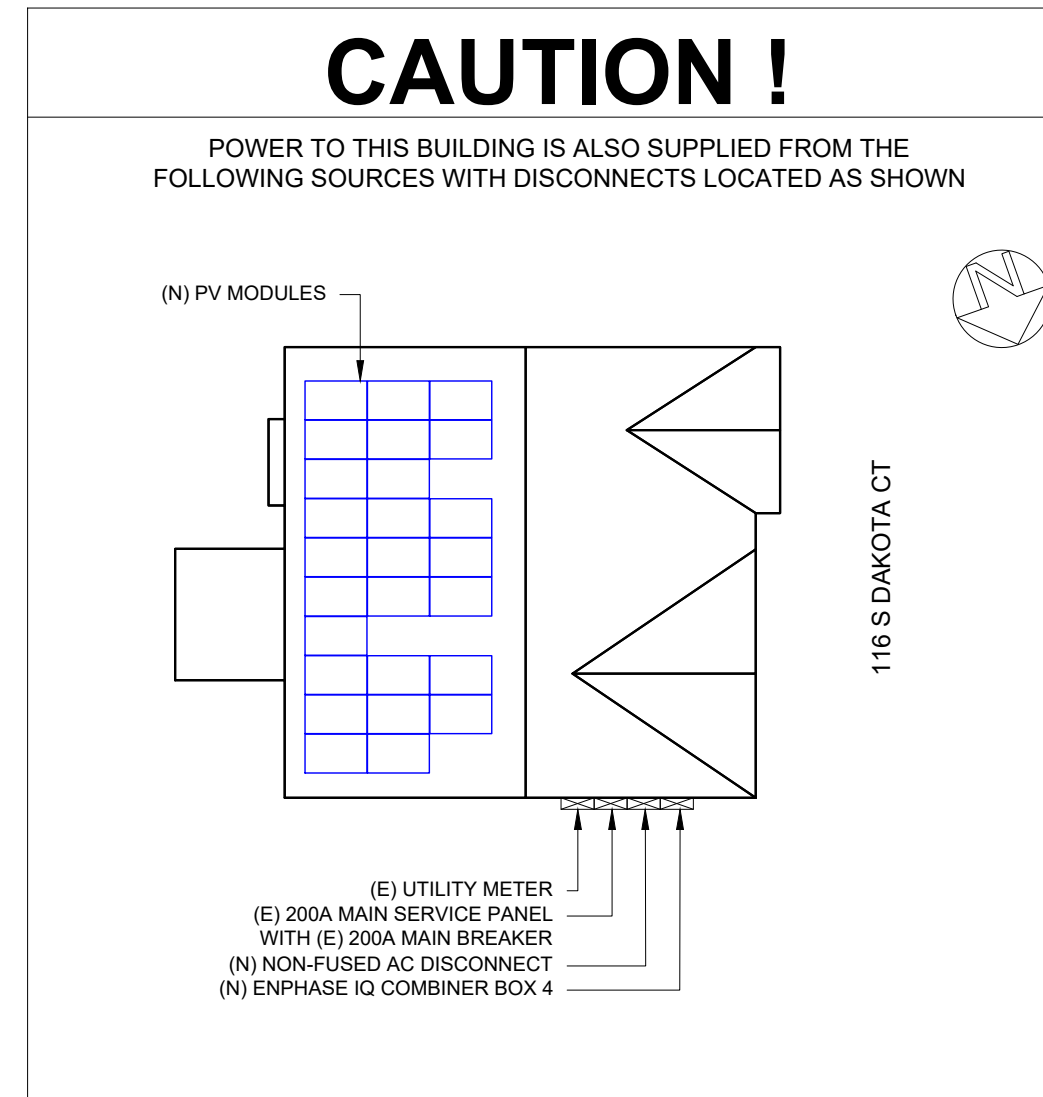 CAUTION !
POWER TO THIS BUILDING IS ALSO SUPPLIED FROM THE
FOLLOWING SOURCES WITH DISCONNECTS LOCATED AS SHOWN
N
(N) PV MODULES
116 S DAKOTA CT
(E) UTILITY METER
(E) 200A MAIN SERVICE PANEL
WITH (E) 200A MAIN BREAKER
(N) NON-FUSED AC DISCONNECT
(N) ENPHASE IQ COMBINER BOX 4